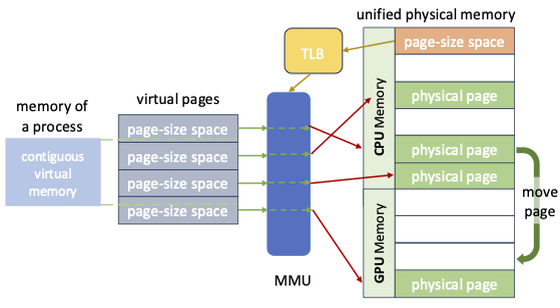 unified physical memory
TLB
page-size space
memory of
a process
virtual pages
physical page
contiguous
virtual
memory
page-size space
page-size space
page-size space
page-size space
CPU Memory
physical page
physical page
move
page
GPU Memory
MMU
physical page